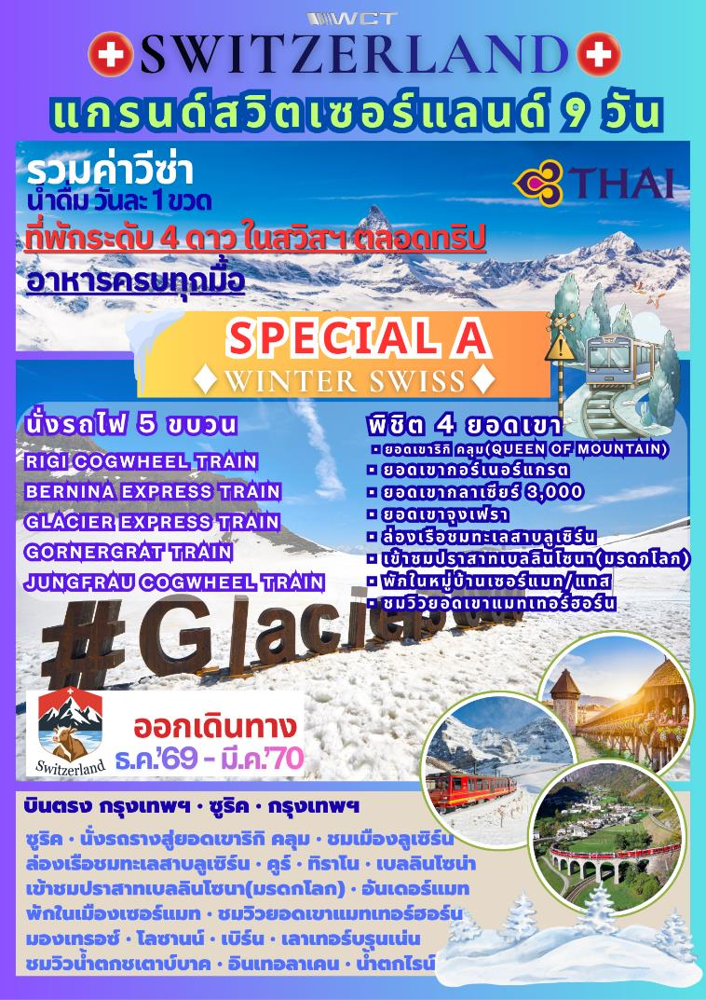 WCT
SWITZERLAND
แกรนด์สวิตเซอร์แลนด์ 9 วัน
รวมค่าวีซ่า
น้ำดื่ม วันละ 1 ขวด
THAI
ที่พักระดับ 4 ดาว ในสวิสฯ ตลอดทริป
อาหารครบทุกมื้อ
SPECIAL A
WINTER SWISS
นั่งรถไฟ 5 ขบวน
RIGI COGWHEEL TRAIN
BERNINA EXPRESS TRAIN
GLACIER EXPRESS TRAIN
GORNERGRAT TRAIN
JUNGFRAU COGWHEEL TRAIN
พิชิต 4 ยอดเขา
• ยอดเขาริกิ คลุม(QUEEN OF MOUNTAIN)
• ยอดเขากอร์เนอร์แกรต
• ยอดเขากลาเซียร์ 3,000
• ยอดเขาจุงเฟรา
• ล่องเรือชมทะเลสาบลูเซิร์น
• เข้าชมปราสาทเบลลินโซนา(มรดกโลก)
• พักในหมู่บ้านเซอร์แมท/แทส
• ชมวิวยอดเขาแมทเทอร์ฮอร์น
Switzerland
ออกเดินทาง
ธ.ค.’69 - มี.ค.’70
บินตรง กรุงเทพฯ • ซูริค • กรุงเทพฯ
ซูริค • นั่งรถรางสู่ยอดเขาริกิ คลุม • ชมเมืองลูเซิร์น
ล่องเรือชมทะเลสาบลูเซิร์น • คูร์ • ทิราโน • เบลลินโซน่า
เข้าชมปราสาทเบลลินโซนา(มรดกโลก) • อันเดอร์แมท
พักในเมืองเซอร์แมท • ชมวิวยอดเขาแมทเทอร์ฮอร์น
มองเทรอซ์ • โลซานน์ • เบิร์น • เลาเทอร์บรุนเน่น
ชมวิวน้ำตกชเตาบ์บาค • อินเทอลาเคน • น้ำตกไรน์